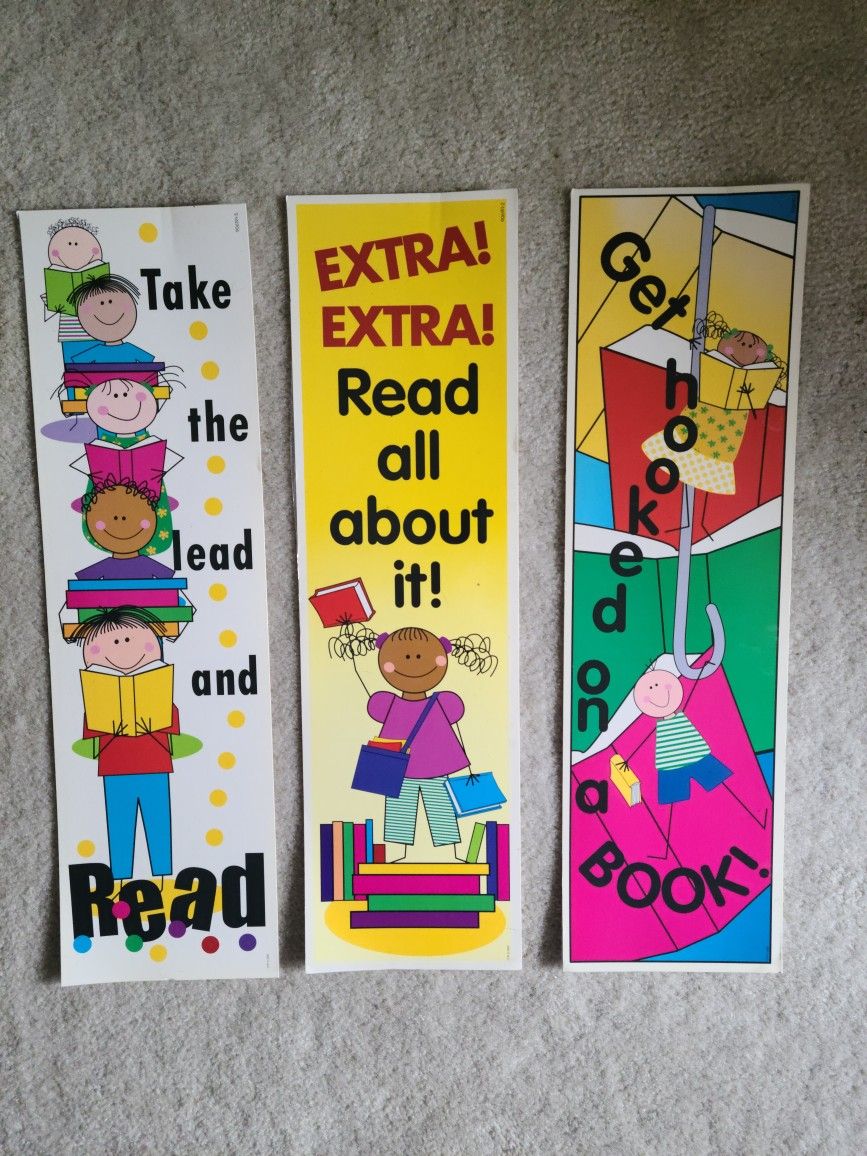 Take
the
lead
and
Read
EXTRA!
EXTRA!
Read
all
about
it!
Get
hooked
on
a
BOOK!